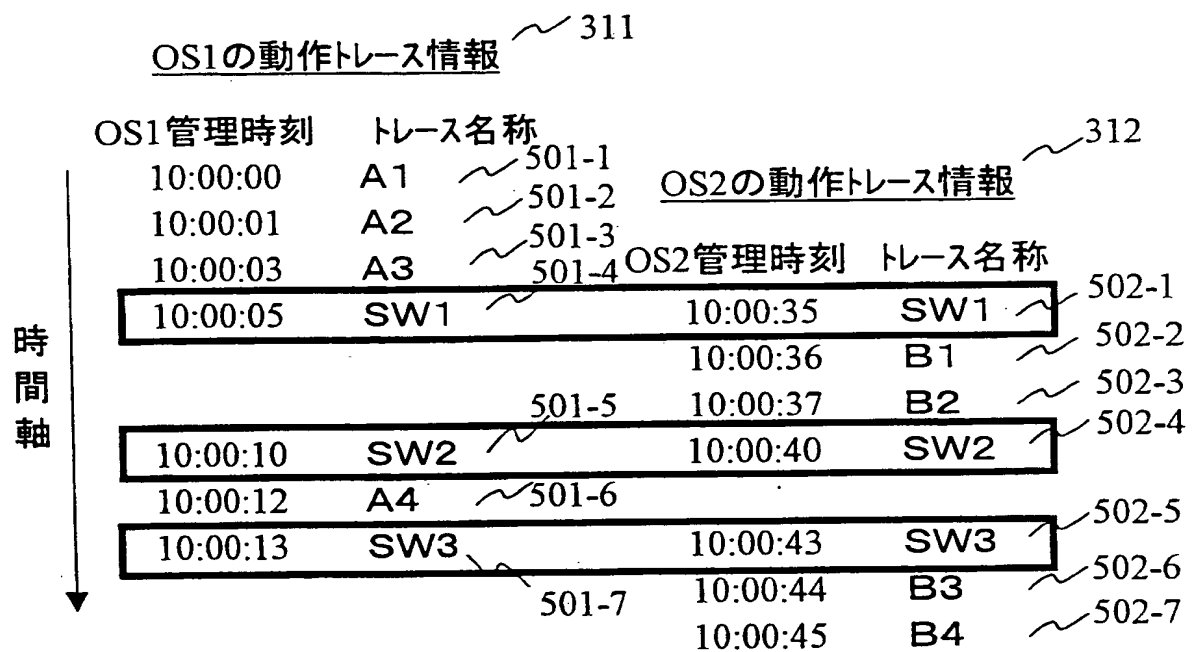 OS1の動作トレース情報 311
OS1管理時刻 トレース名称
10:00:00 A1 501-1
10:00:01 A2 501-2
10:00:03 A3 501-3
OS2の動作トレース情報 312
OS2管理時刻 トレース名称
10:00:05 SW1 501-4 10:00:35 SW1 502-1
10:00:36 B1 502-2
10:00:37 B2 502-3
10:00:10 SW2 501-5 10:00:40 SW2 502-4
10:00:12 A4 501-6
10:00:13 SW3 501-7 10:00:43 SW3 502-5
10:00:44 B3 502-6
10:00:45 B4 502-7
時間軸